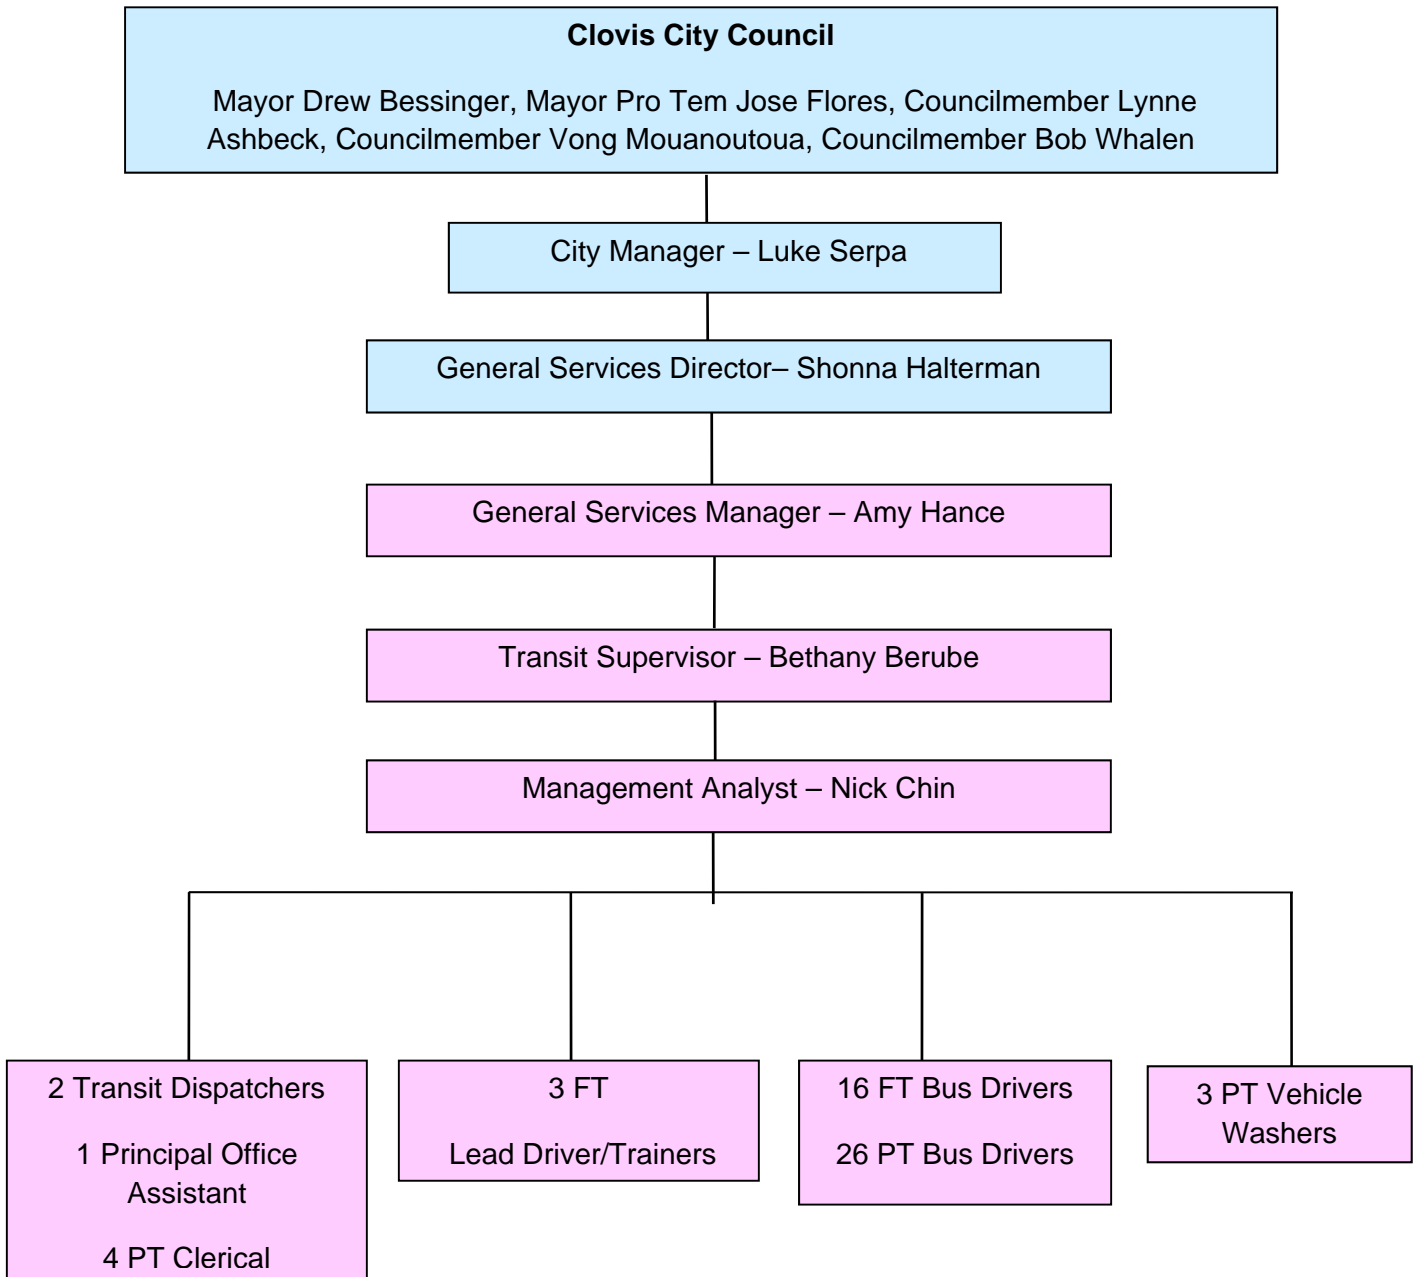 Clovis City Council
Mayor Drew Bessinger, Mayor Pro Tem Jose Flores, Councilmember Lynne
Ashbeck, Councilmember Vong Mouanoutoua, Councilmember Bob Whalen
City Manager – Luke Serpa
General Services Director– Shonna Halterman
General Services Manager – Amy Hance
Transit Supervisor – Bethany Berube
Management Analyst – Nick Chin
2 Transit Dispatchers
1 Principal Office
Assistant
4 PT Clerical
3 FT
Lead Driver/Trainers
16 FT Bus Drivers
26 PT Bus Drivers
3 PT Vehicle
Washers